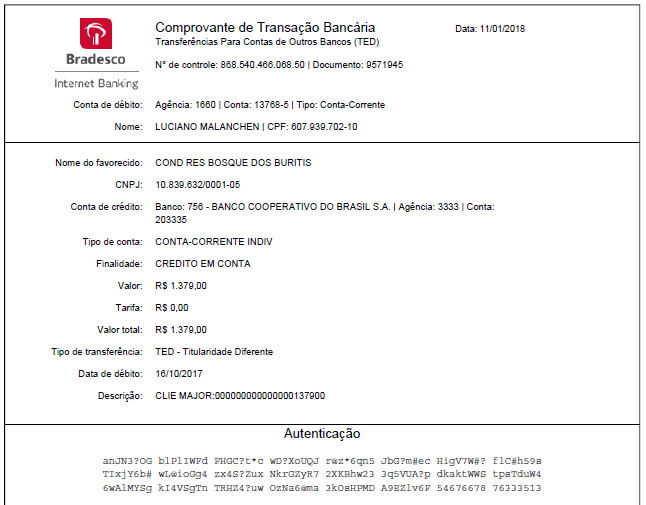 Comprovante de Transação Bancária
Data: 11/01/2018
Transferências Para Contas de Outros Bancos (TED)
N° de controle: 868.540.466.068.50 | Documento: 9571945
Bradesco
Internet Banking
Conta de débito: Agência: 1660 | Conta: 13768-5 | Tipo: Conta-Corrente
Nome: LUCIANO MALANCHEN | CPF: 607.939.702-10
Nome do favorecido: COND RES BOSQUE DOS BURITIS
CNPJ: 10.839.632/0001-05
Conta de crédito: Banco: 756 - BANCO COOPERATIVO DO BRASIL S.A. | Agência: 3333 | Conta:
203335
Tipo de conta: CONTA-CORRENTE INDIV
Finalidade: CREDITO EM CONTA
Valor: R$ 1.379,00
Tarifa: R$ 0,00
Valor total: R$ 1.379,00
Tipo de transferência: TED - Titularidade Diferente
Data de débito: 16/10/2017
Descrição: CLIE MAJOR:000000000000000137900
Autenticação
anJN3?OG blPlIWFd FHGC?t*c wD?XoUQJ r@z*6qn5 JbG?m#ec HigV7W#? flC#h59s
TIxjY6b# wL@ioGg4 zx4S?Zux NkrGZyR7 2XKBhw23 3q5VUA?p dkaktWWS tpsTduW4
6wAlMYSg kI4VSgTn TRHZ4?uw OzNa6@ma 3kOsHPMD A9EZlv6F 54676678 76333513